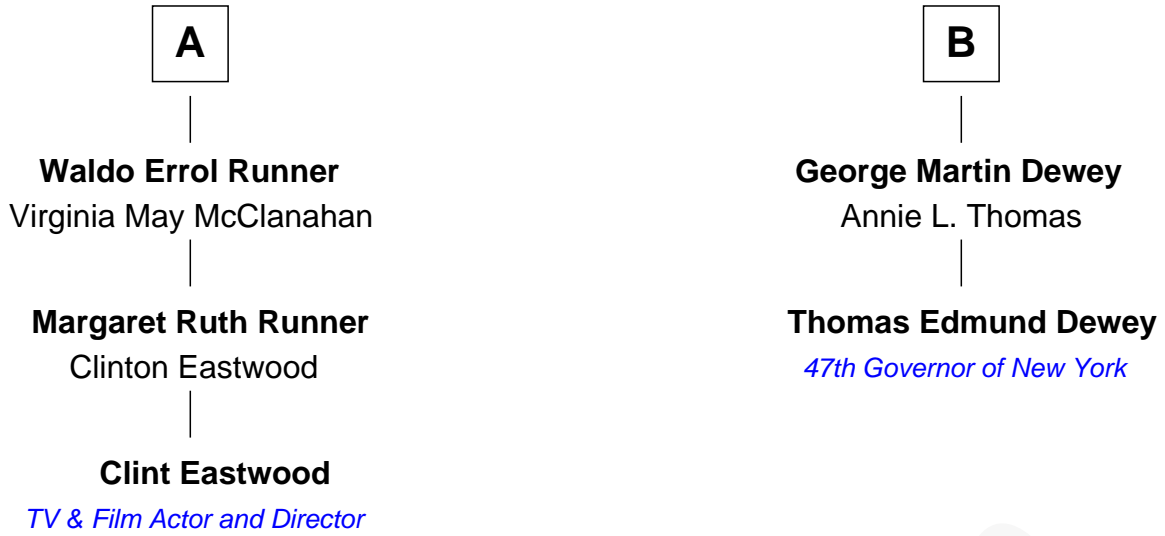 A
Waldo Errol Runner
Virginia May McClanahan
Margaret Ruth Runner
Clinton Eastwood
Clint Eastwood
TV & Film Actor and Director
B
George Martin Dewey
Annie L. Thomas
Thomas Edmund Dewey
47th Governor of New York